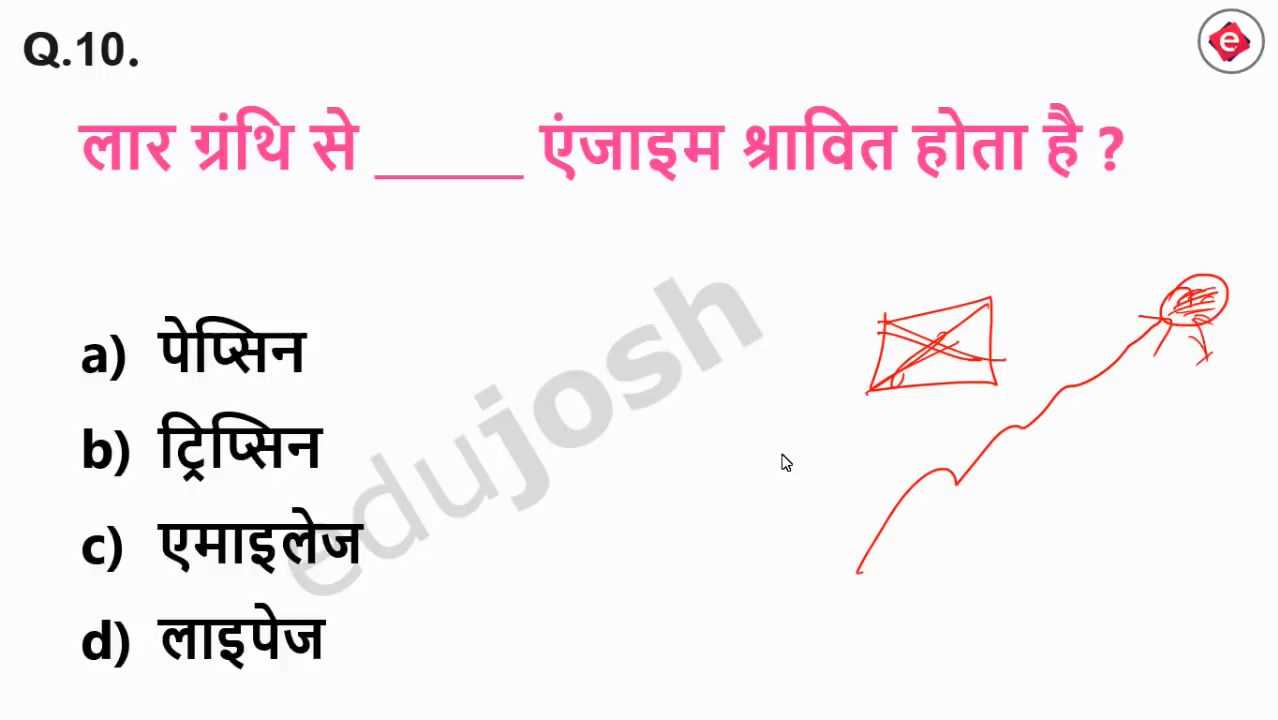 Q.10.
e
लार ग्रंथि से _____ एंजाइम श्रावित होता है ?
a) पेप्सिन
b) ट्रिप्सिन
c) एमाइलेज
d) लाइपेज
edujosh